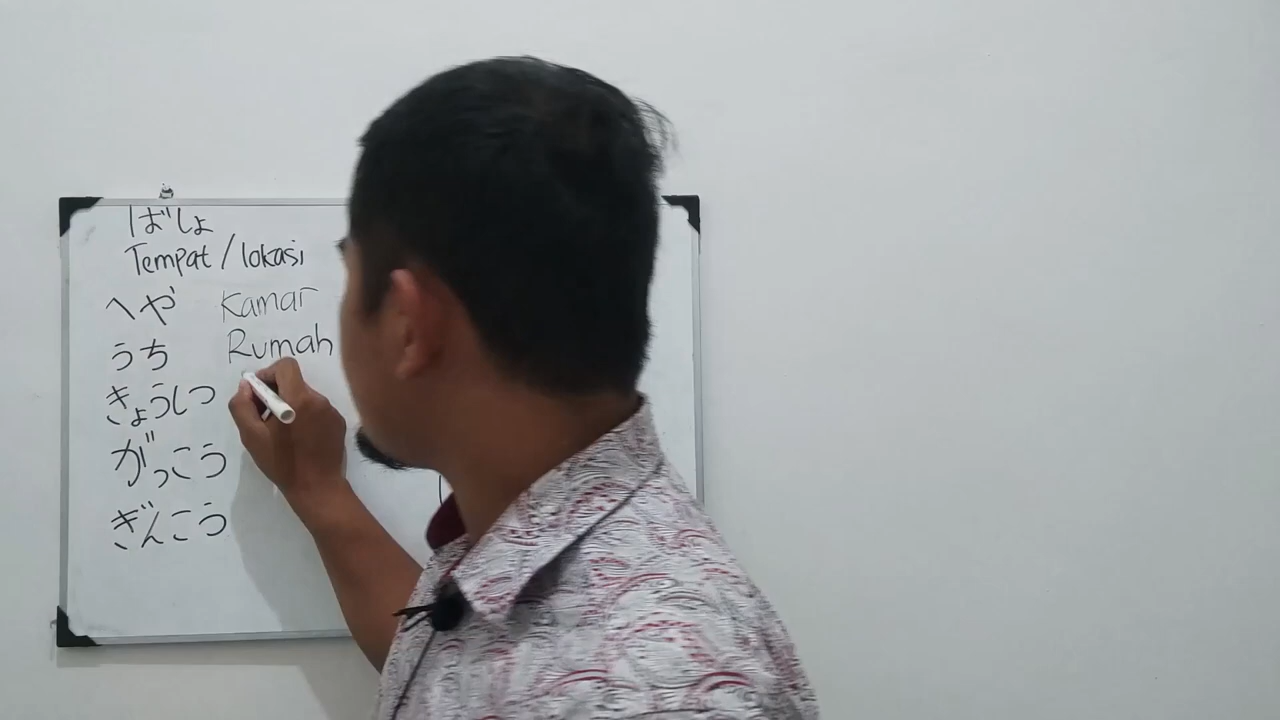 ばしょ
Tempat / lokasi
へや Kamar
うち Rumah
きょうしつ
がっこう
ぎんこう